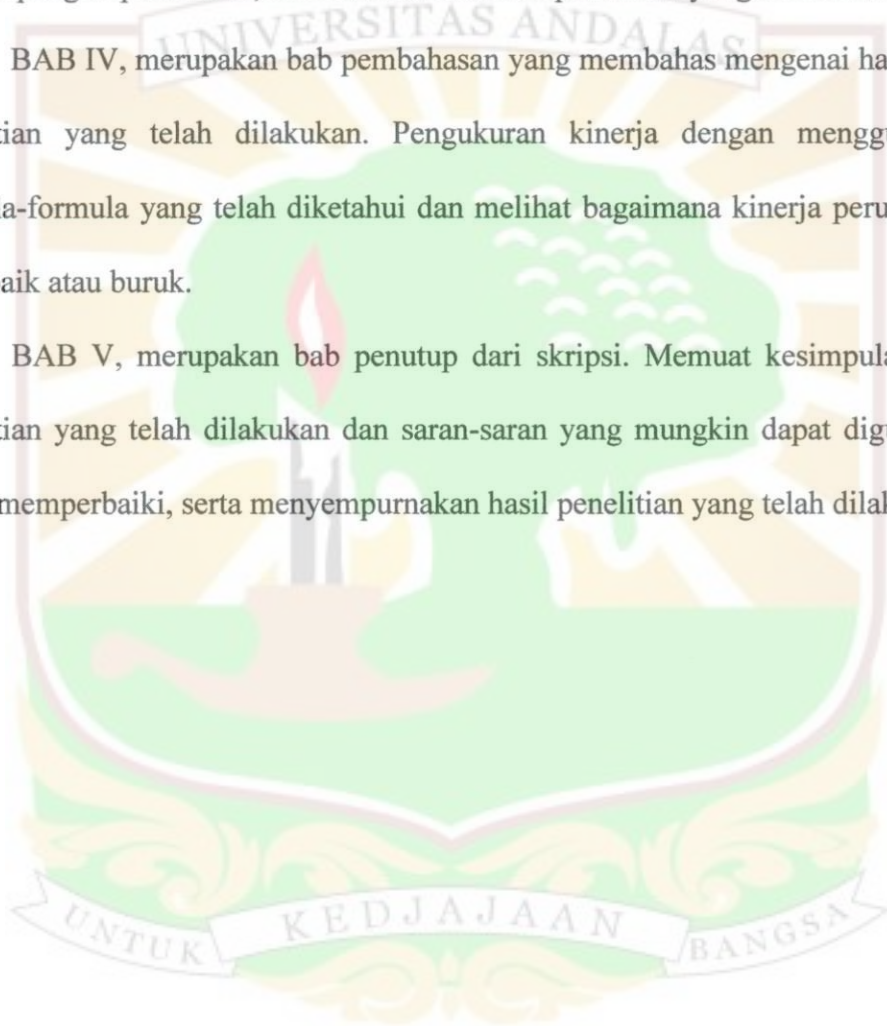 UNIVERSITAS ANDALAS
BAB IV, merupakan bab pembahasan yang membahas mengenai ha
tian yang telah dilakukan. Pengukuran kinerja dengan mengg
a-formula yang telah diketahui dan melihat bagaimana kinerja peru
aik atau buruk.
BAB V, merupakan bab penutup dari skripsi. Memuat kesimpul
tian yang telah dilakukan dan saran-saran yang mungkin dapat dig
memperbaiki, serta menyempurnakan hasil penelitian yang telah dila
UNTUK KEDJAJAAN BANGSA